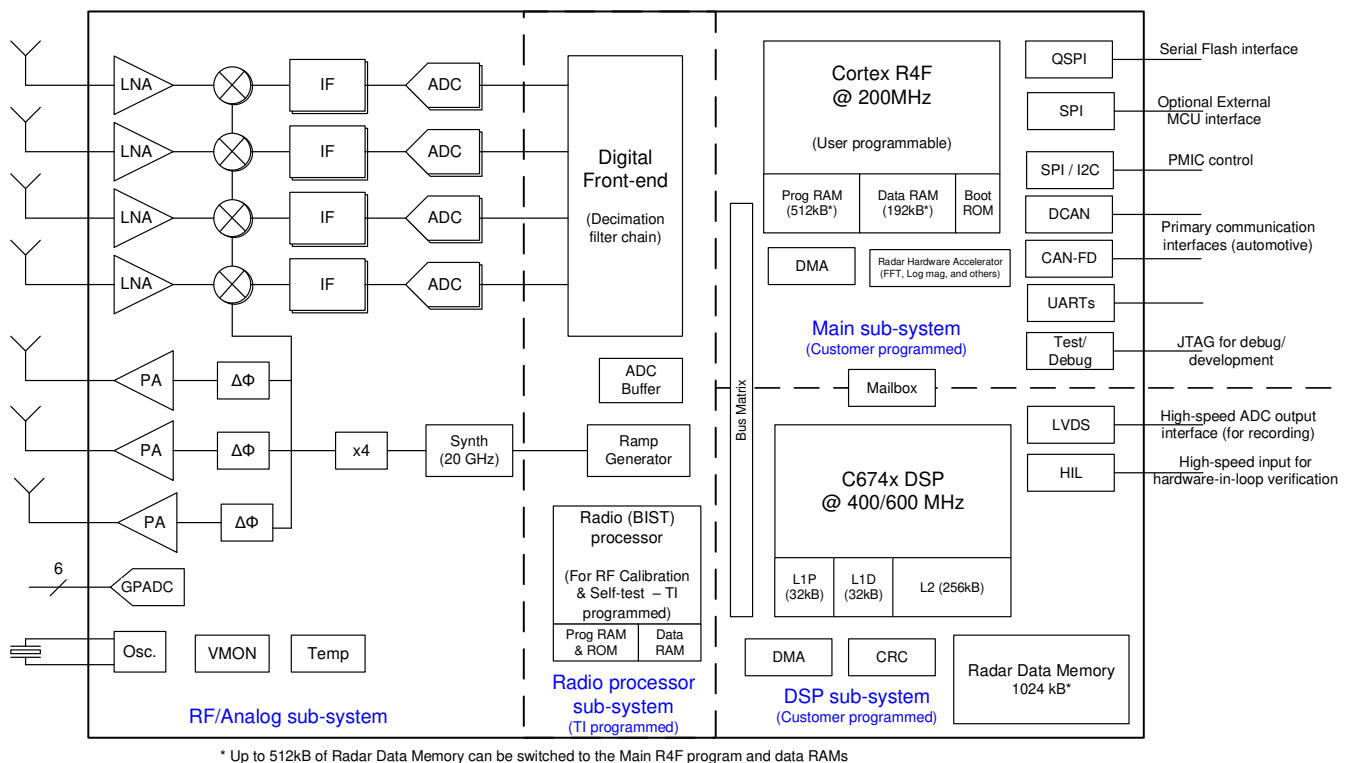 LNA
IF
ADC
LNA
IF
ADC
LNA
IF
ADC
LNA
IF
ADC
Digital
Front-end
(Decimation
filter chain)
PA
ΔΦ
PA
ΔΦ
PA
ΔΦ
x4
Synth
(20 GHz)
ADC
Buffer
Ramp
Generator
6
GPADC
Osc.
VMON
Temp
RF/Analog sub-system
Radio (BIST)
processor
(For RF Calibration
& Self-test – TI
programmed)
Prog RAM
& ROM
Data
RAM
Radio processor
sub-system
(TI programmed)
Bus Matrix
Cortex R4F
@ 200MHz
(User programmable)
Prog RAM
(512kB*)
Data RAM
(192kB*)
Boot
ROM
DMA
Radar Hardware Accelerator
(FFT, Log mag, and others)
Main sub-system
(Customer programmed)
Mailbox
QSPI
Serial Flash interface
SPI
Optional External
MCU interface
SPI / I2C
PMIC control
DCAN
Primary communication
interfaces (automotive)
CAN-FD
UARTs
Test/
Debug
JTAG for debug/
development
LVDS
High-speed ADC output
interface (for recording)
HIL
High-speed input for
hardware-in-loop verification
C674x DSP
@ 400/600 MHz
L1P
(32kB)
L1D
(32kB)
L2 (256kB)
DMA
CRC
Radar Data Memory
1024 kB*
DSP sub-system
(Customer programmed)
* Up to 512kB of Radar Data Memory can be switched to the Main R4F program and data RAMs